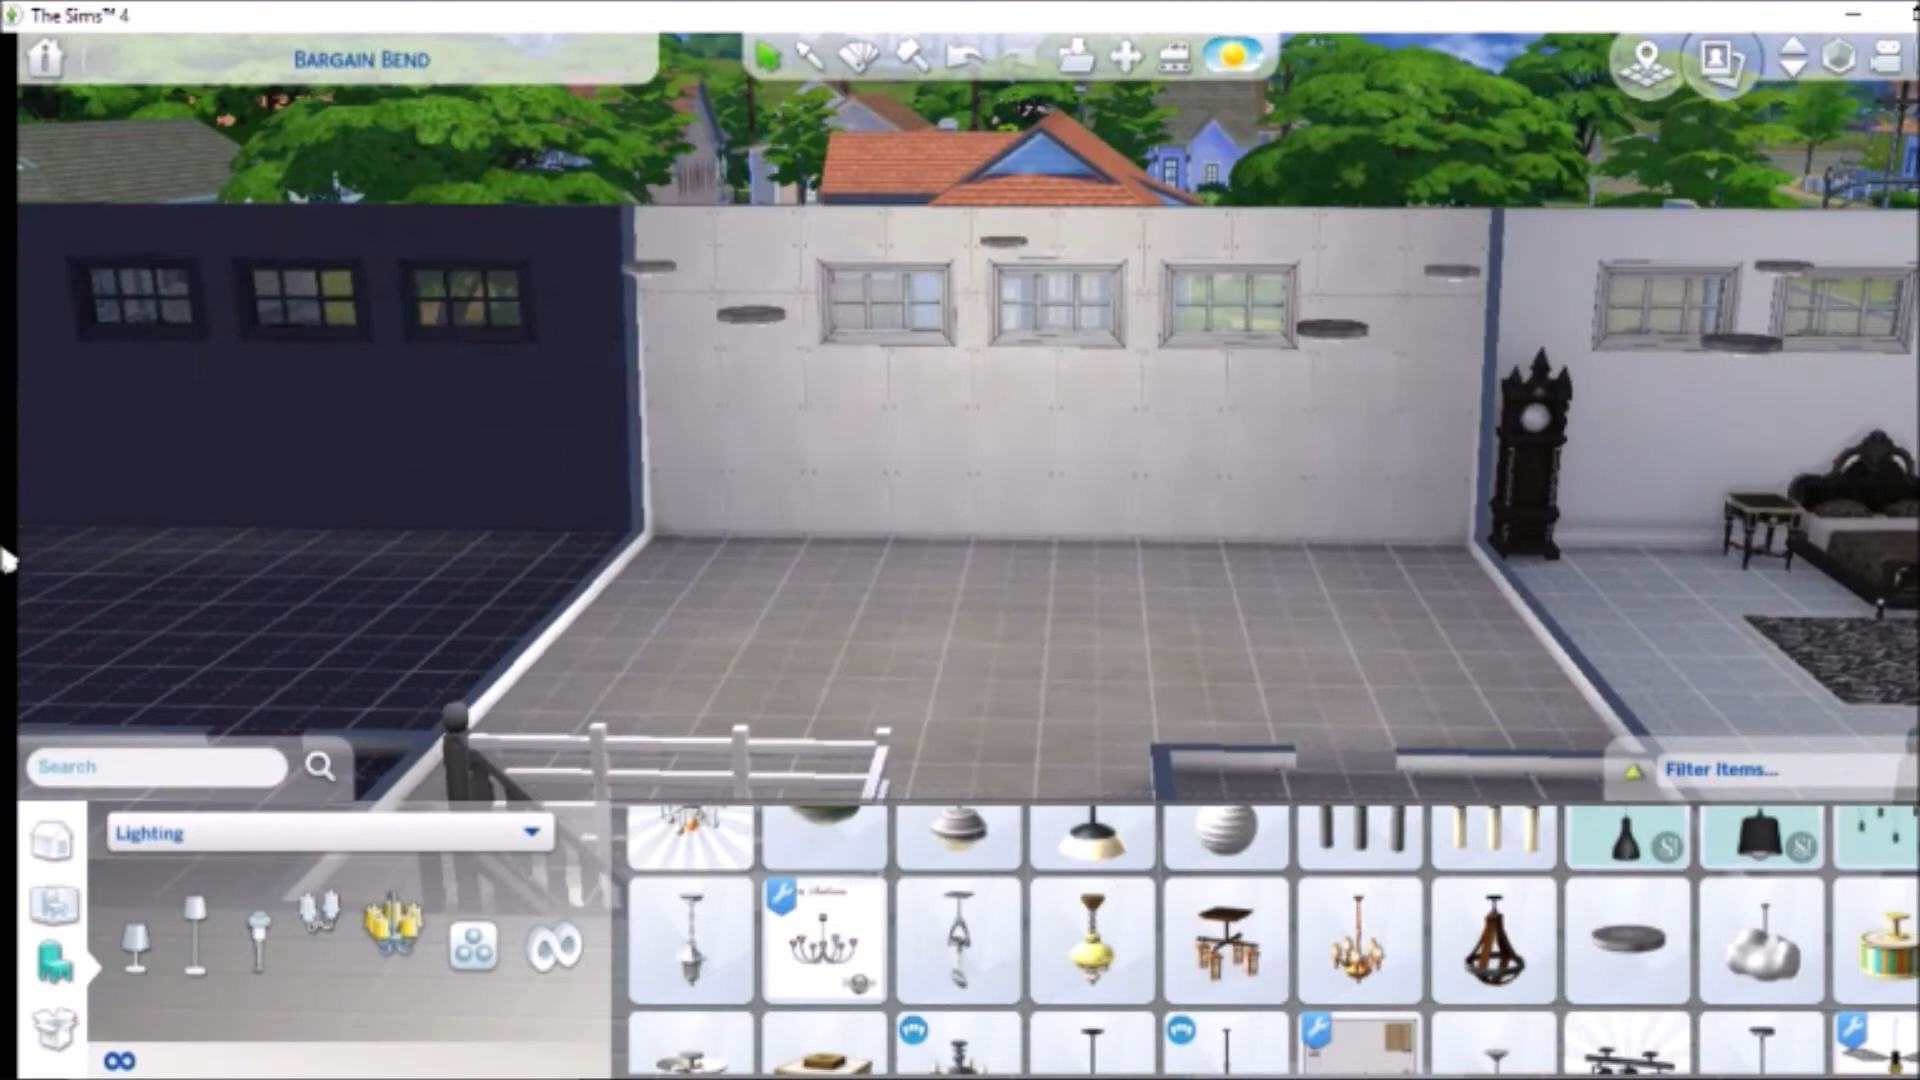 The Sims™ 4
BARGAIN BEND
Search
Filter Items...
Lighting